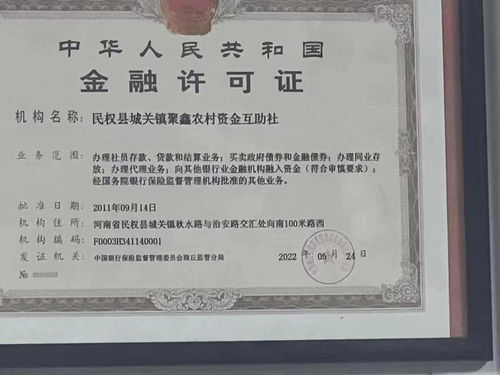 中华人民共和国
金融许可证
机构名称：民权县城关镇聚鑫农村资金互助社
业务范围：办理社员存款、贷款和结算业务；买卖政府债券和金融债券；办理同业存
放；办理代理业务；向其他银行业金融机构融入资金（符合审慎要求）；
经国务院银行保险监督管理机构批准的其他业务。
批准日期：2011年09月14日
机构住所：河南省民权县城关镇秋水路与治安路交汇处向南100米路西
机构编码：F0003H341140001
发证机关：中国银行保险监督管理委员会商丘监管分局 2022年05月24日
№